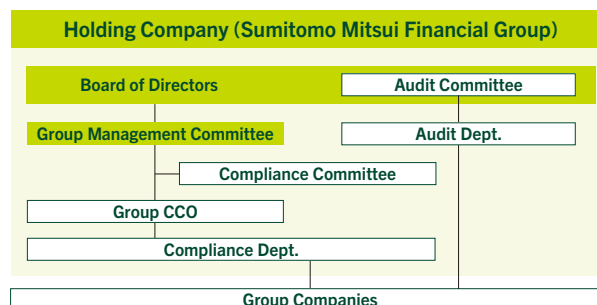 Holding Company (Sumitomo Mitsui Financial Group)
Board of Directors
Audit Committee
Group Management Committee
Audit Dept.
Compliance Committee
Group CCO
Compliance Dept.
Group Companies